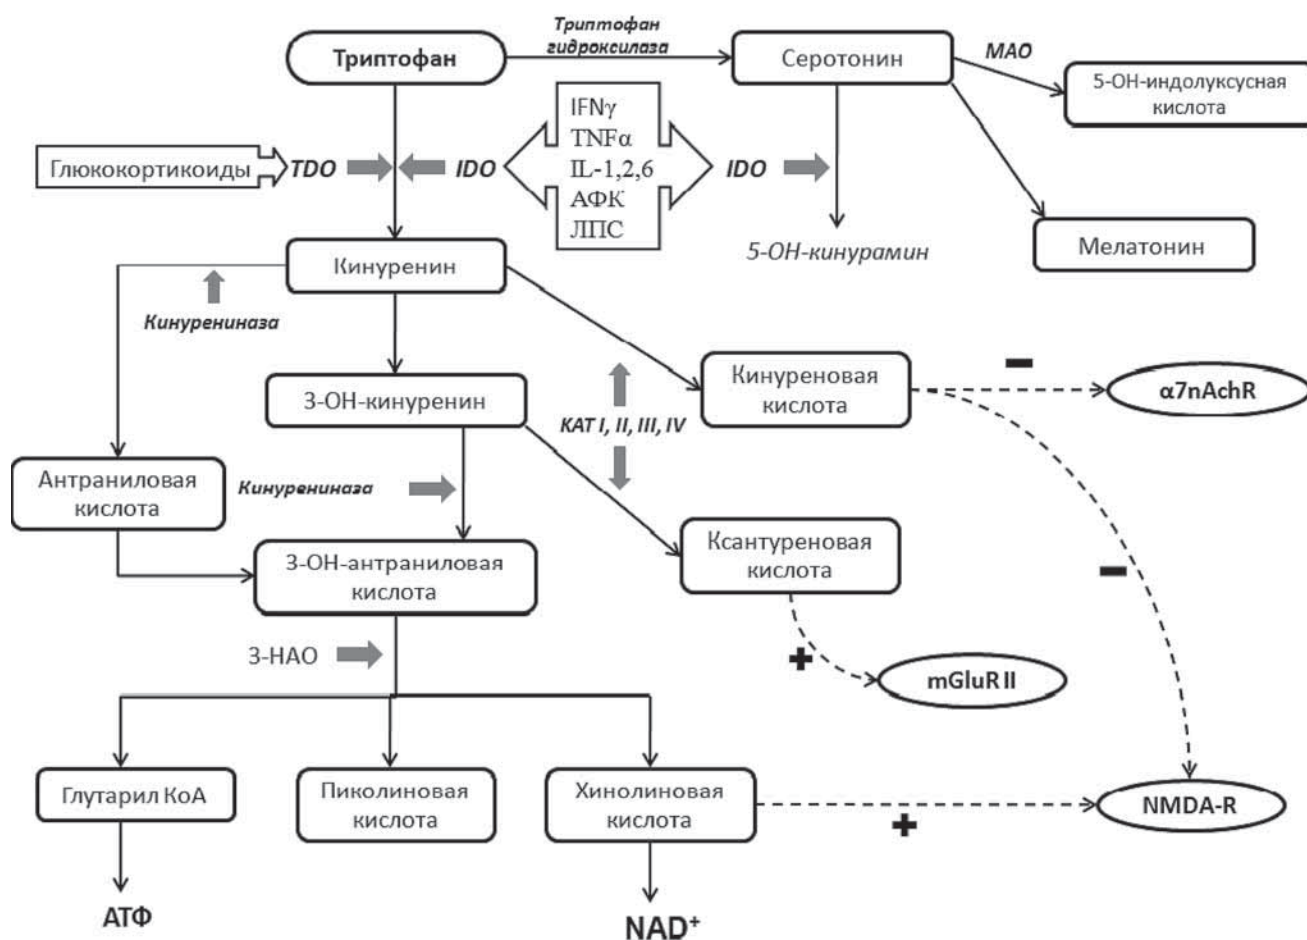 Триптофан
гидроксилаза
Триптофан
Серотонин
МАО
5-ОН-индолуксусная
кислота
IFNγ
TNFα
IL-1,2,6
АФК
ЛПС
Глюкокортикоиды
TDO
IDO
IDO
5-ОН-кинурамин
Мелатонин
Кинуренин
Кинурениназа
3-ОН-кинуренин
Кинуреновая
кислота
α7nAchR
KAT I, II, III, IV
Антраниловая
кислота
Кинурениназа
Ксантуреновая
кислота
3-ОН-антраниловая
кислота
3-НАО
mGluR II
Глутарил КоА
Пиколиновая
кислота
Хинолиновая
кислота
NMDA-R
АТФ
NAD⁺